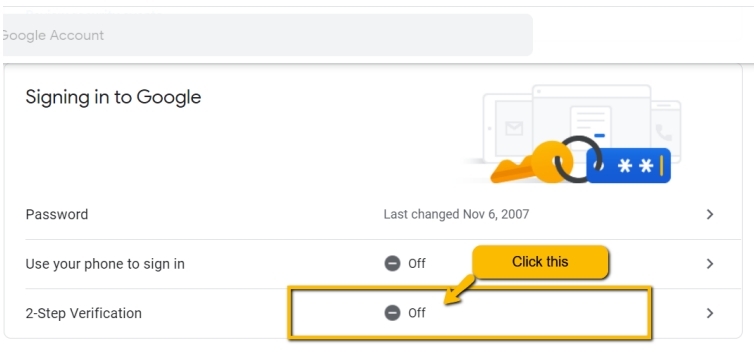 Google Account
Signing in to Google
**
Password Last changed Nov 6, 2007
Use your phone to sign in Off
Click this
2-Step Verification Off